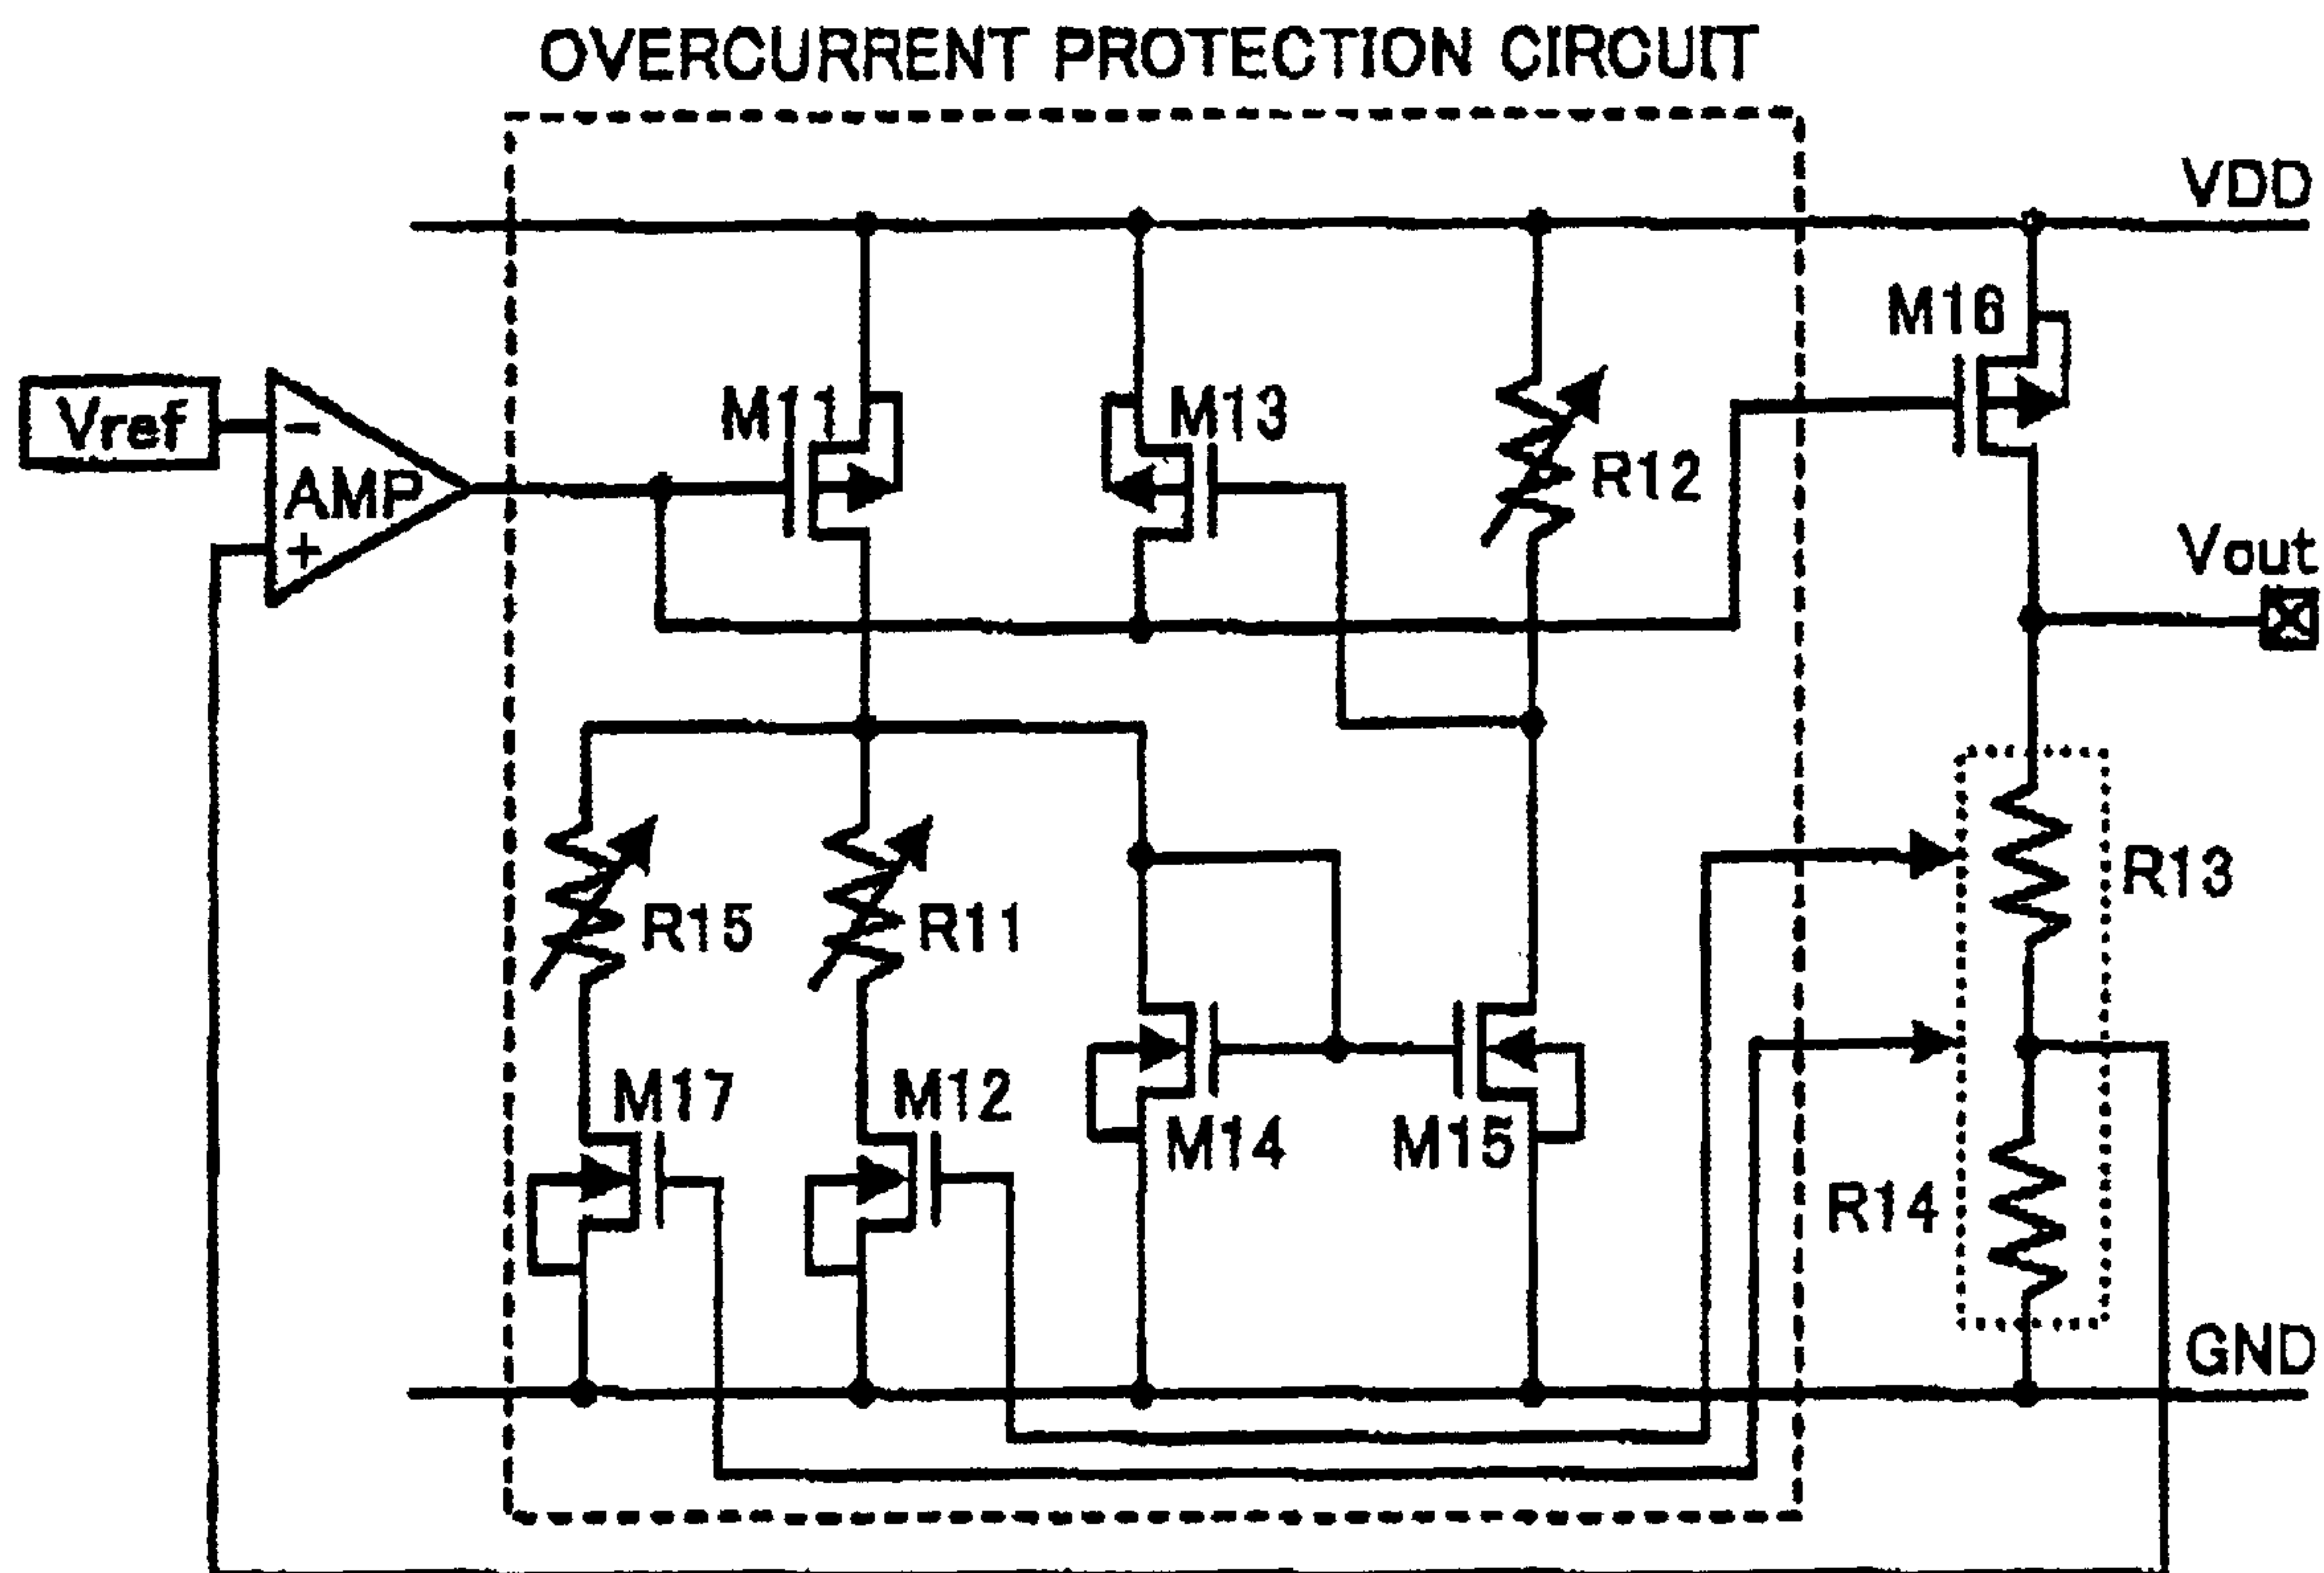 OVERCURRENT PROTECTION CIRCUIT
VDD
M16
M11
M13
Vref
−
AMP
+
R12
Vout
R13
R15
R11
M17
M12
M14
M15
R14
GND